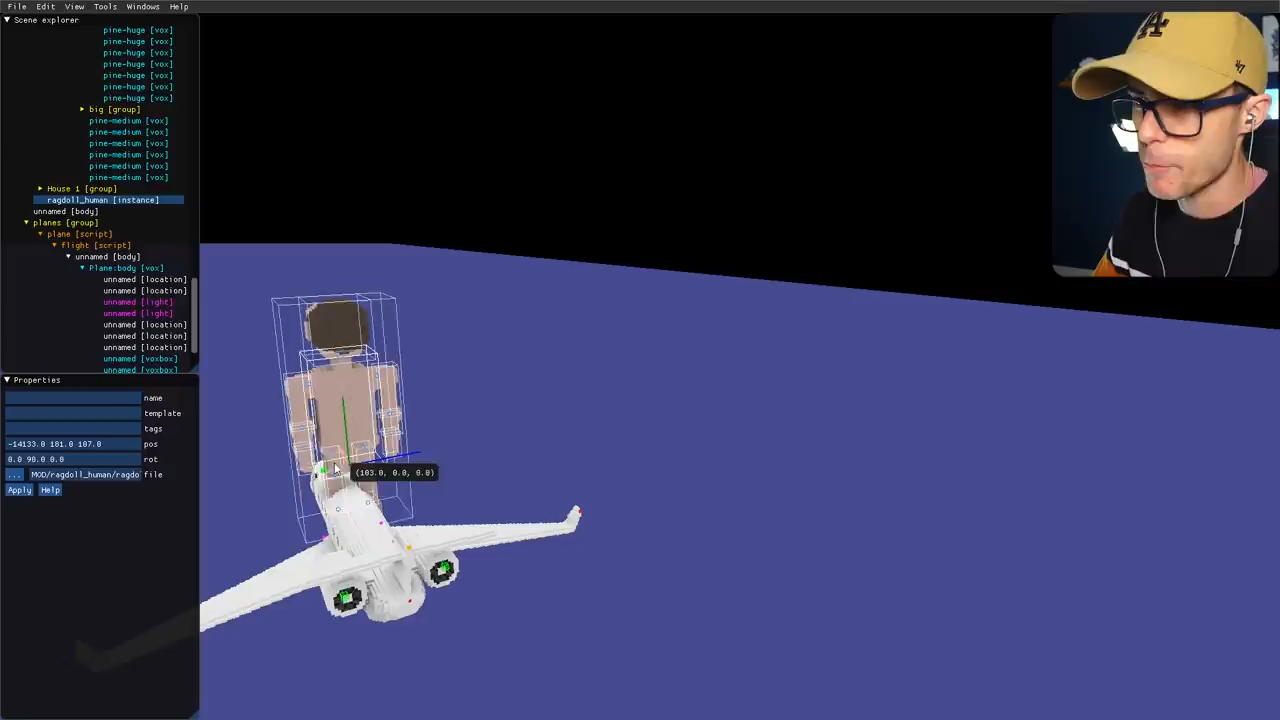 File Edit View Tools Windows Help
Scene explorer
pine-huge [vox]
pine-huge [vox]
pine-huge [vox]
pine-huge [vox]
pine-huge [vox]
pine-huge [vox]
pine-huge [vox]
big [group]
pine-medium [vox]
pine-medium [vox]
pine-medium [vox]
pine-medium [vox]
pine-medium [vox]
pine-medium [vox]
House 1 [group]
ragdoll_human [instance]
unnamed [body]
planes [group]
plane [script]
flight [script]
unnamed [body]
Plane:body [vox]
unnamed [location]
unnamed [location]
unnamed [light]
unnamed [light]
unnamed [location]
unnamed [location]
unnamed [location]
unnamed [voxbox]
unnamed [voxbox]
Properties
name
template
tags
-14133.0 181.0 107.0 pos
0.0 90.0 0.0 rot
... MOD/ragdoll_human/ragdo file
Apply Help
(103.0, 0.0, 0.0)
LA
47